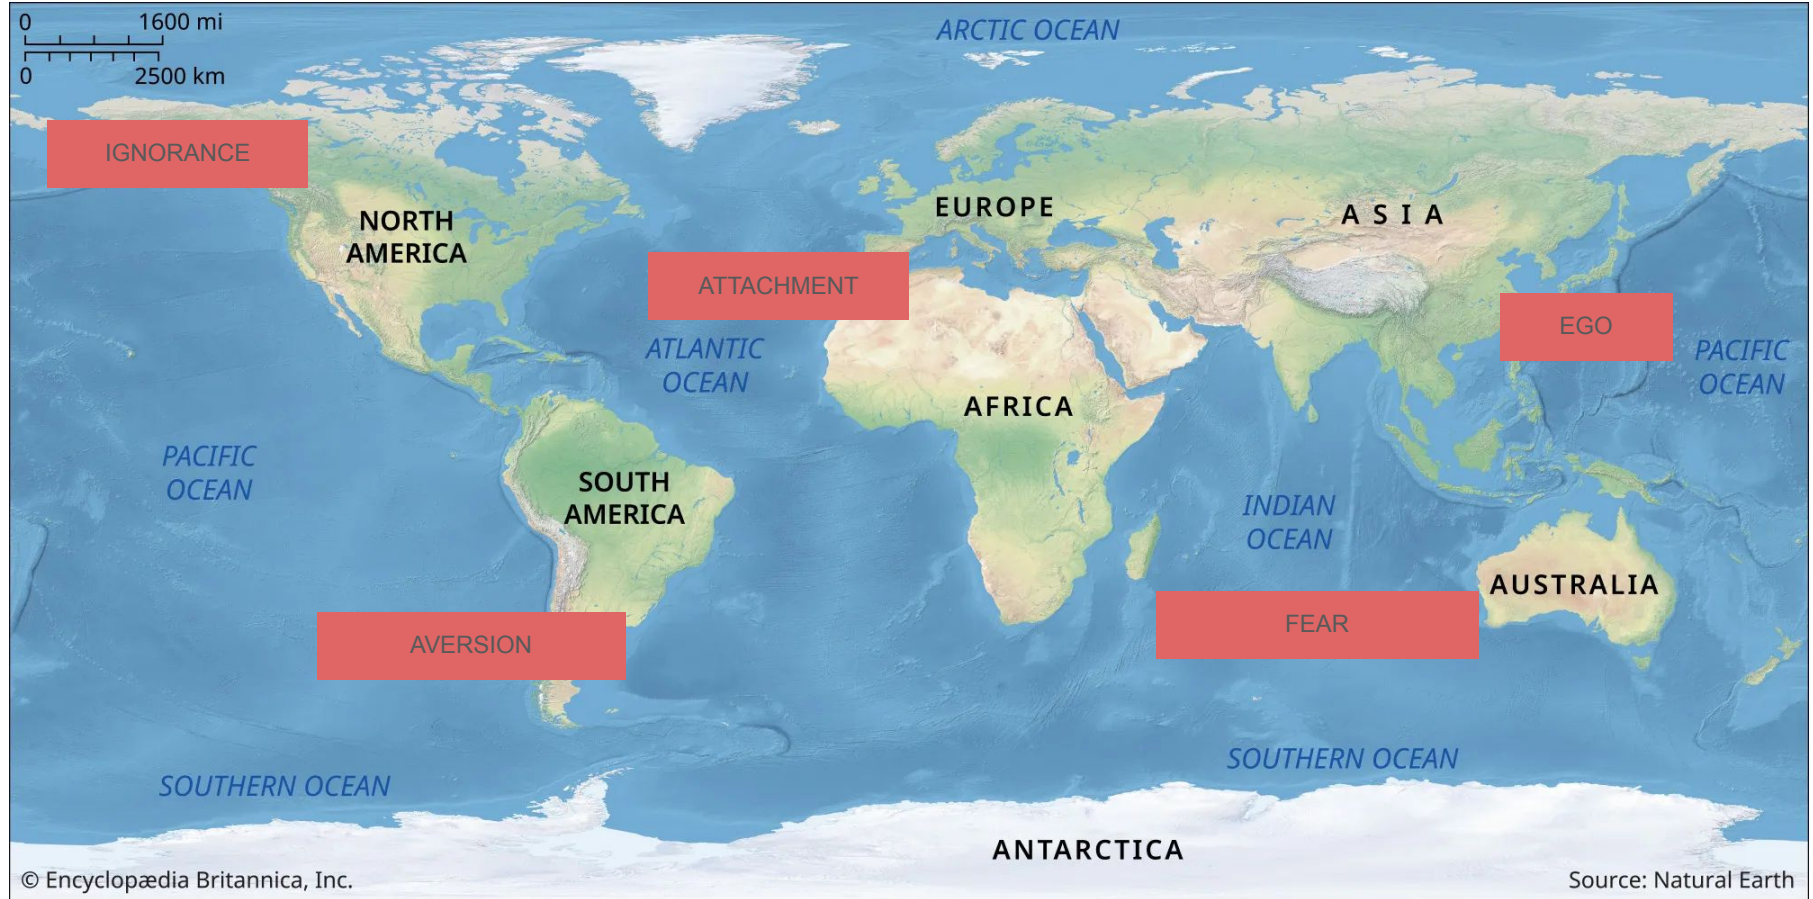 0 1600 mi
0 2500 km
ARCTIC OCEAN
IGNORANCE
NORTH
AMERICA
EUROPE
ASIA
ATTACHMENT
EGO
ATLANTIC
OCEAN
PACIFIC
OCEAN
AFRICA
PACIFIC
OCEAN
SOUTH
AMERICA
INDIAN
OCEAN
AUSTRALIA
AVERSION
FEAR
SOUTHERN OCEAN
SOUTHERN OCEAN
ANTARCTICA
© Encyclopædia Britannica, Inc.
Source: Natural Earth